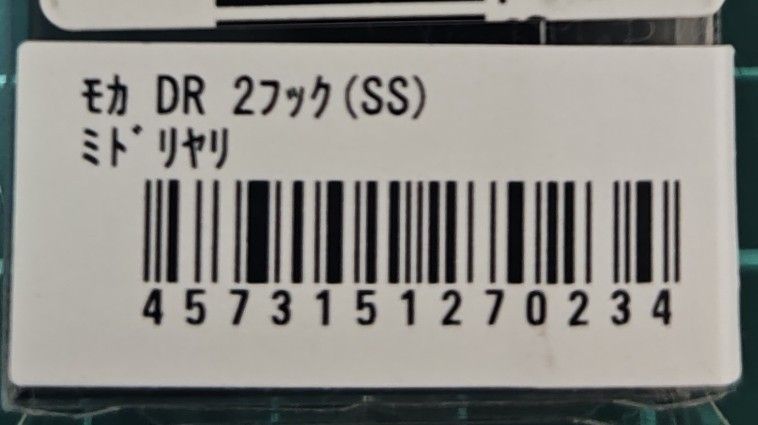 ﾓｶ DR 2ﾌｯｸ(SS)
ﾐﾄﾞﾘﾔﾘ
4573151270234